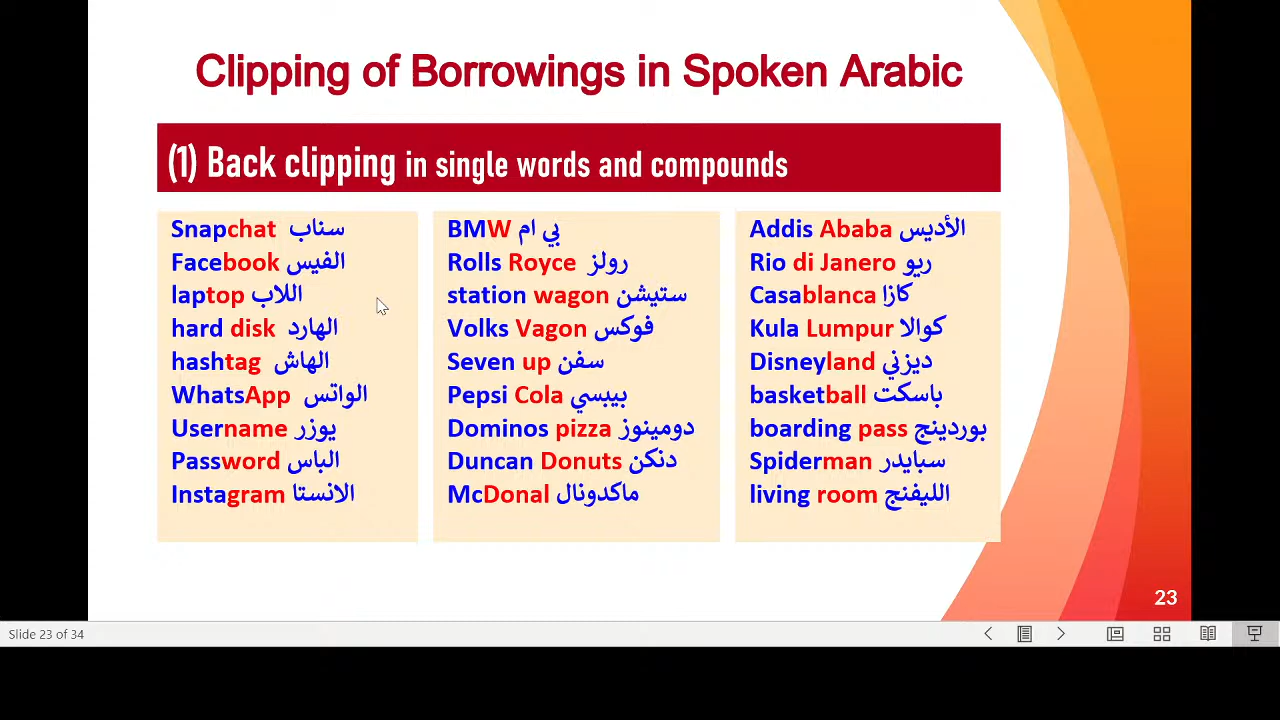 Clipping of Borrowings in Spoken Arabic
(1) Back clipping in single words and compounds
Snapchat سناب
Facebook الفيس
laptop اللاب
hard disk الهارد
hashtag الهاش
WhatsApp الواتس
Username يوزر
Password الباس
Instagram الانستا
BMW بي ام
Rolls Royce رولز
station wagon ستيشن
Volks Vagon فوكس
Seven up سفن
Pepsi Cola بيبسي
Dominos pizza دومينوز
Duncan Donuts دنكن
McDonal ماكدونال
Addis Ababa الأديس
Rio di Janero ريو
Casablanca كازا
Kula Lumpur كوالا
Disneyland ديزني
basketball باسكت
boarding pass بوردينج
Spiderman سبايدر
living room الليفنج
23
Slide 23 of 34